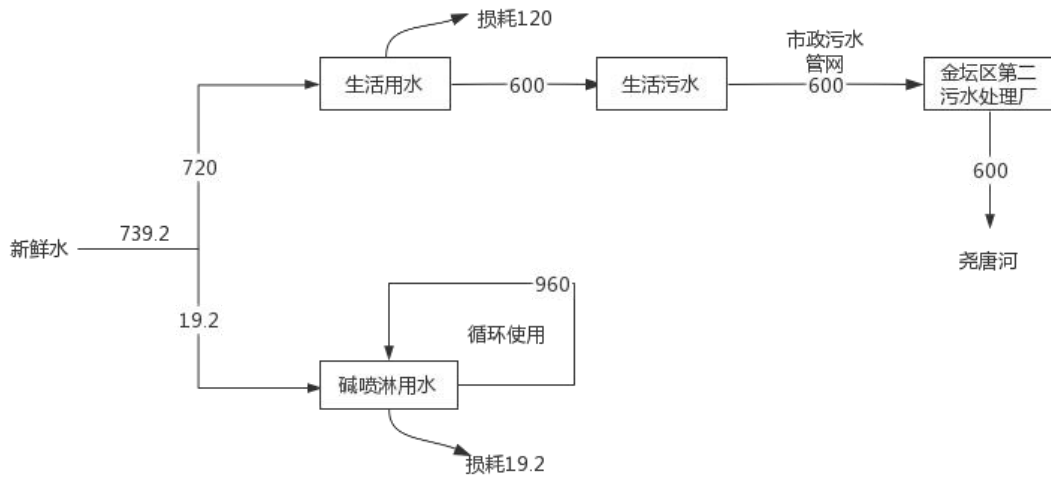 损耗120
市政污水
管网
生活用水
600
生活污水
600
金坛区第二
污水处理厂
720
600
新鲜水
739.2
尧唐河
960
19.2
循环使用
碱喷淋用水
损耗19.2